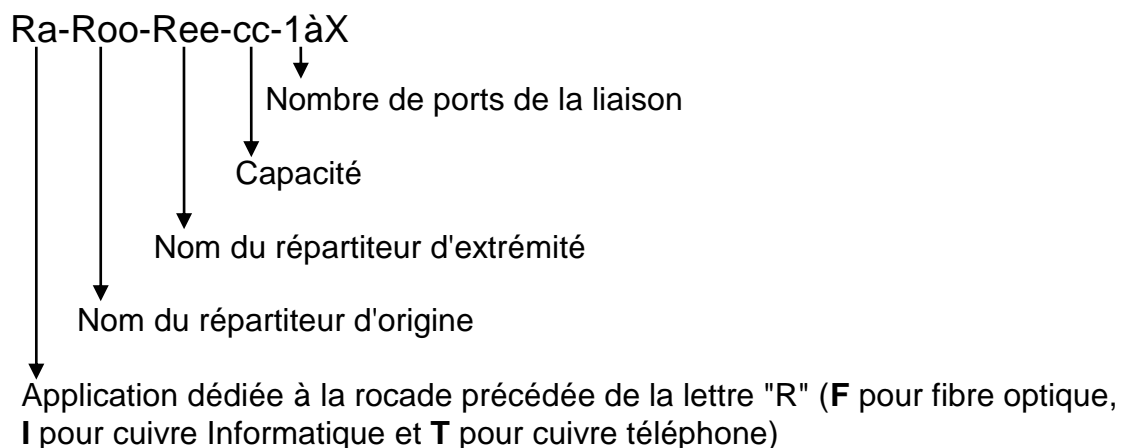 Ra-Roo-Ree-cc-1àX
Nombre de ports de la liaison
Capacité
Nom du répartiteur d'extrémité
Nom du répartiteur d'origine
Application dédiée à la rocade précédée de la lettre "R" (F pour fibre optique,
I pour cuivre Informatique et T pour cuivre téléphone)